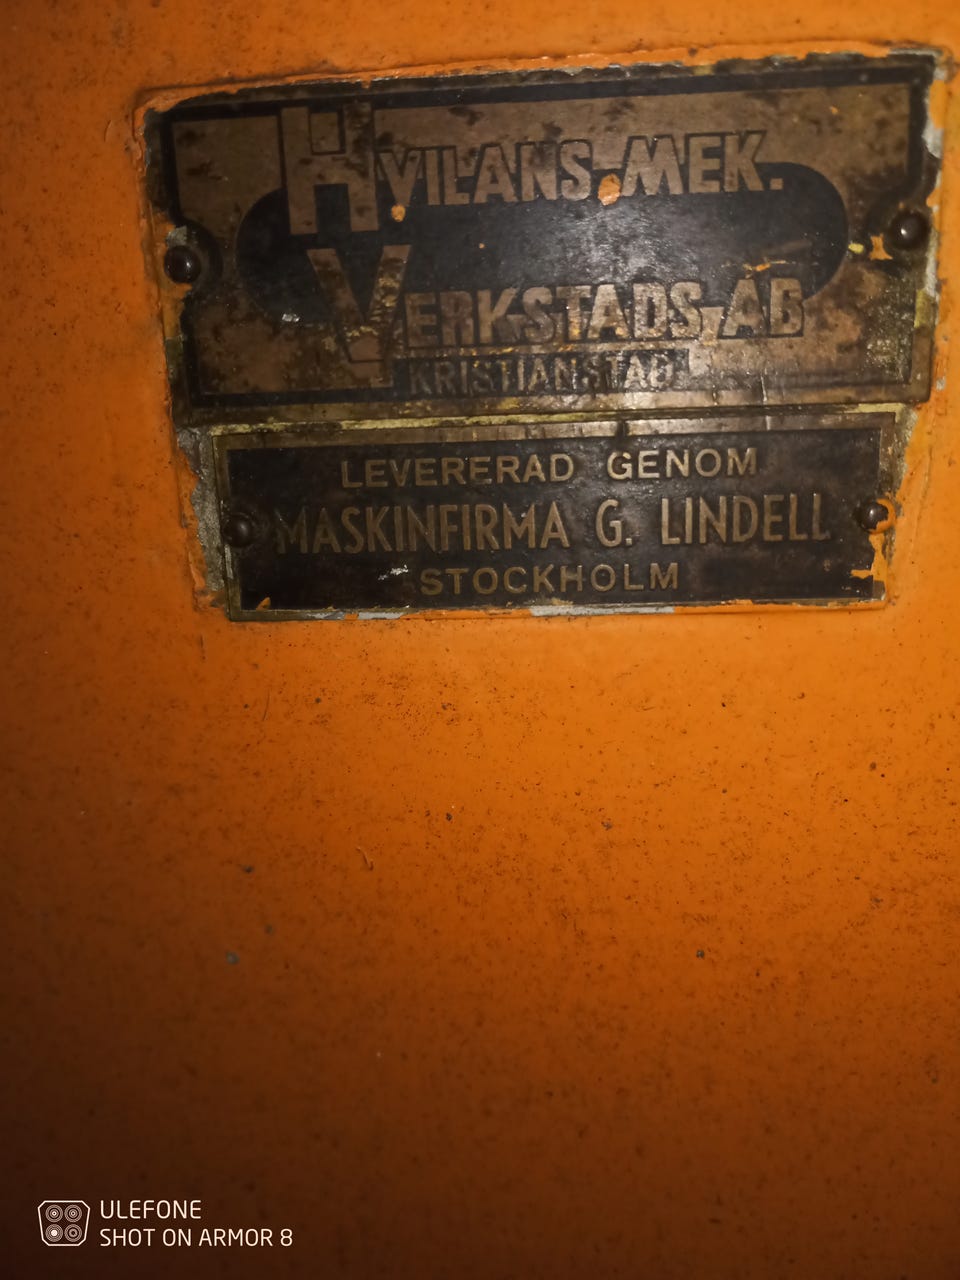 HVILANS MEK.
VERKSTADS AB
KRISTIANSTAD
LEVERERAD GENOM
MASKINFIRMA G. LINDELL
STOCKHOLM
ULEFONE
SHOT ON ARMOR 8